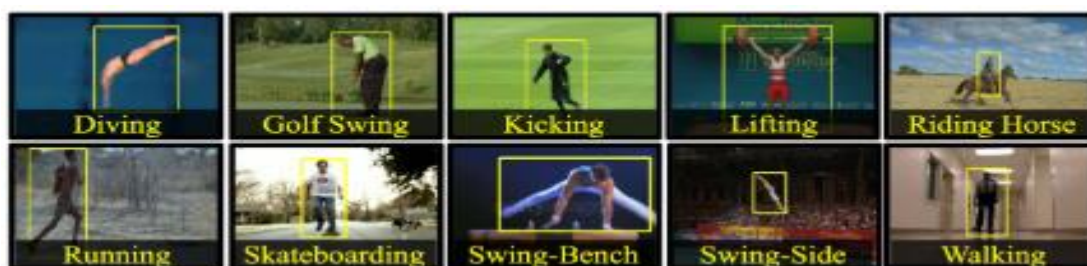 Diving
Golf Swing
Kicking
Lifting
Riding Horse
Running
Skateboarding
Swing-Bench
Swing-Side
Walking